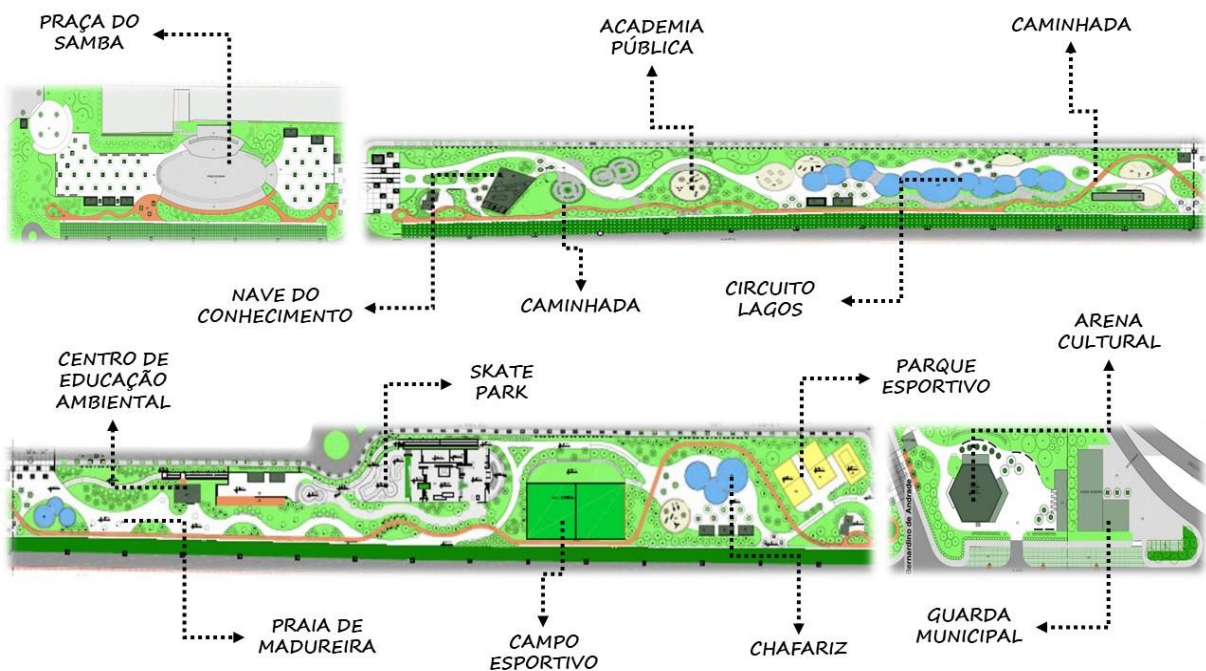 PRAÇA DO
SAMBA
ACADEMIA
PÚBLICA
CAMINHADA
NAVE DO
CONHECIMENTO
CAMINHADA
CIRCUITO
LAGOS
CENTRO DE
EDUCAÇÃO
AMBIENTAL
SKATE
PARK
PARQUE
ESPORTIVO
ARENA
CULTURAL
Bernardino de Andrade
PRAIA DE
MADUREIRA
CAMPO
ESPORTIVO
CHAFARIZ
GUARDA
MUNICIPAL